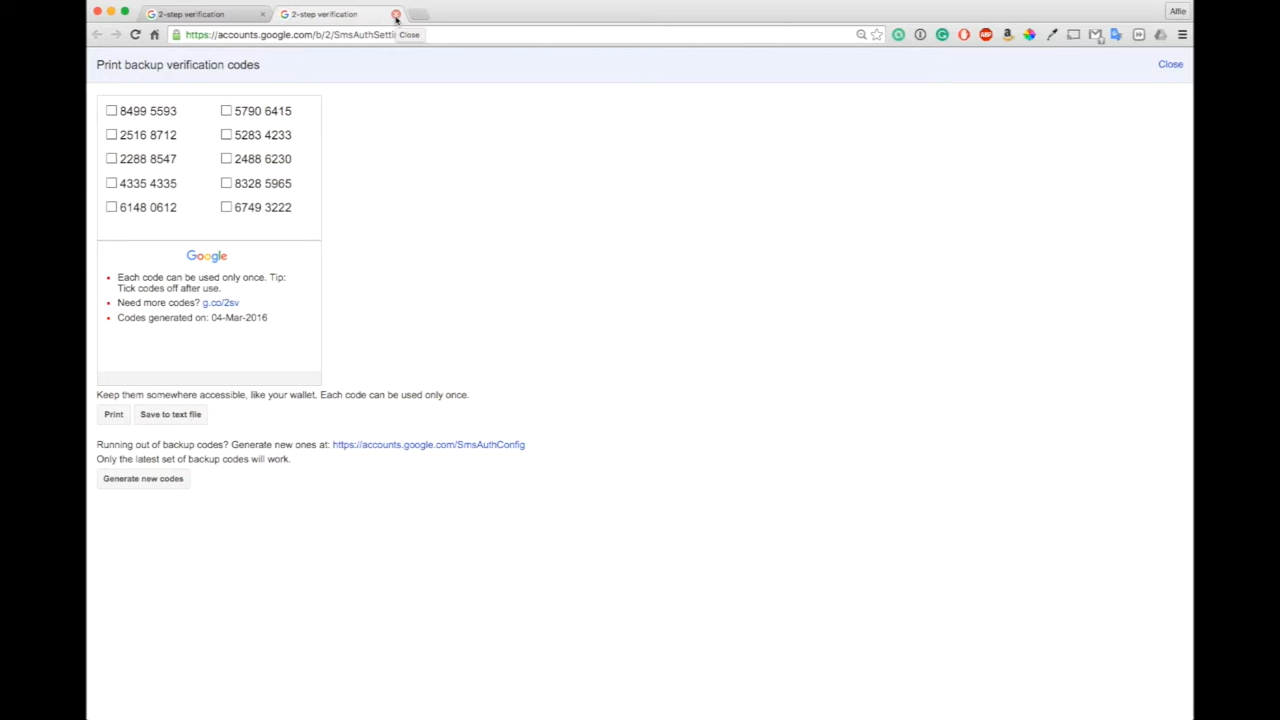 2-step verification
2-step verification
Alfie
https://accounts.google.com/b/2/SmsAuthSetti
Close
Print backup verification codes
Close
8499 5593 5790 6415
2516 8712 5283 4233
2288 8547 2488 6230
4335 4335 8328 5965
6148 0612 6749 3222
Google
Each code can be used only once. Tip:
Tick codes off after use.
Need more codes? g.co/2sv
Codes generated on: 04-Mar-2016
Keep them somewhere accessible, like your wallet. Each code can be used only once.
Print Save to text file
Running out of backup codes? Generate new ones at: https://accounts.google.com/SmsAuthConfig
Only the latest set of backup codes will work.
Generate new codes